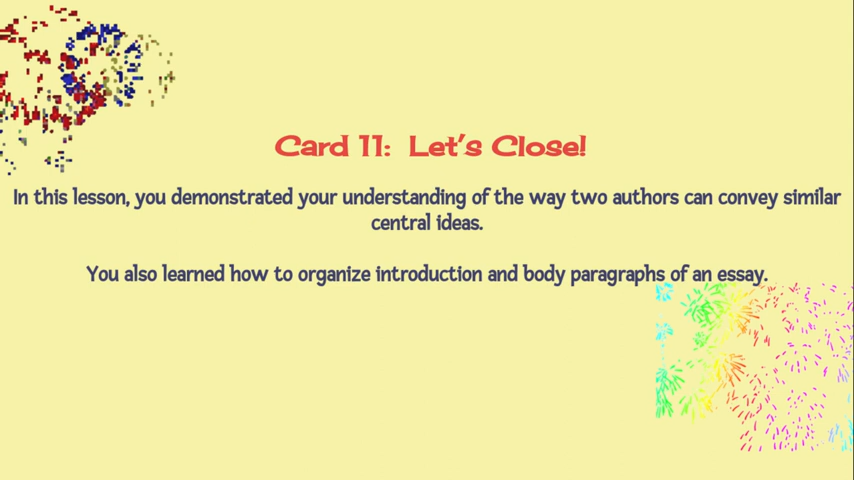 Card 11: Let's Close!
In this lesson, you demonstrated your understanding of the way two authors can convey similar
central ideas.
You also learned how to organize introduction and body paragraphs of an essay.